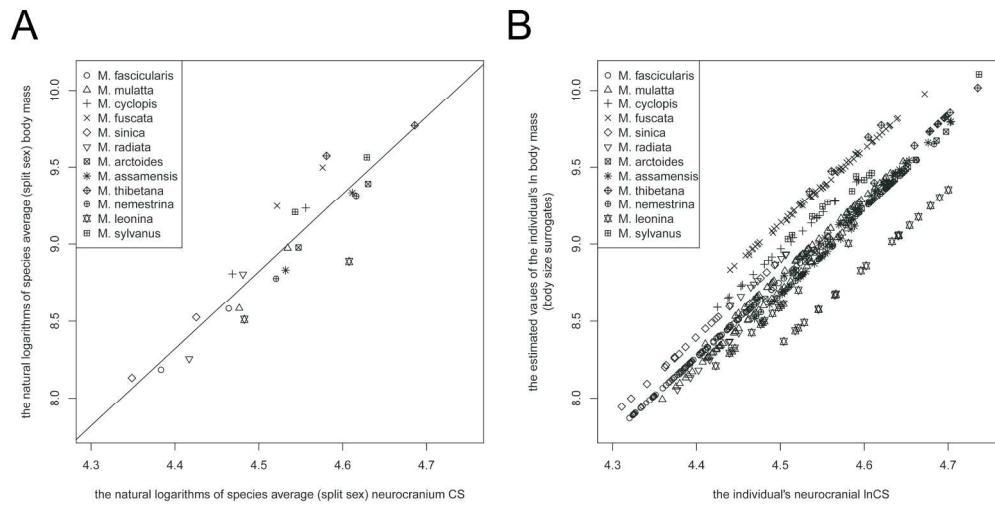 A
the natural logarithms of species average (split sex) body mass
10.0
9.5
9.0
8.5
8.0
M. fascicularis
M. mulatta
M. cyclopis
M. fuscata
M. sinica
M. radiata
M. arctoides
M. assamensis
M. thibetana
M. nemestrina
M. leonina
M. sylvanus
4.3 4.4 4.5 4.6 4.7
the natural logarithms of species average (split sex) neurocranium CS
B
the estimated vaues of the individual's ln body mass
(body size surrogates)
10.0
9.5
9.0
8.5
8.0
M. fascicularis
M. mulatta
M. cyclopis
M. fuscata
M. sinica
M. radiata
M. arctoides
M. assamensis
M. thibetana
M. nemestrina
M. leonina
M. sylvanus
4.3 4.4 4.5 4.6 4.7
the individual's neurocranial lnCS